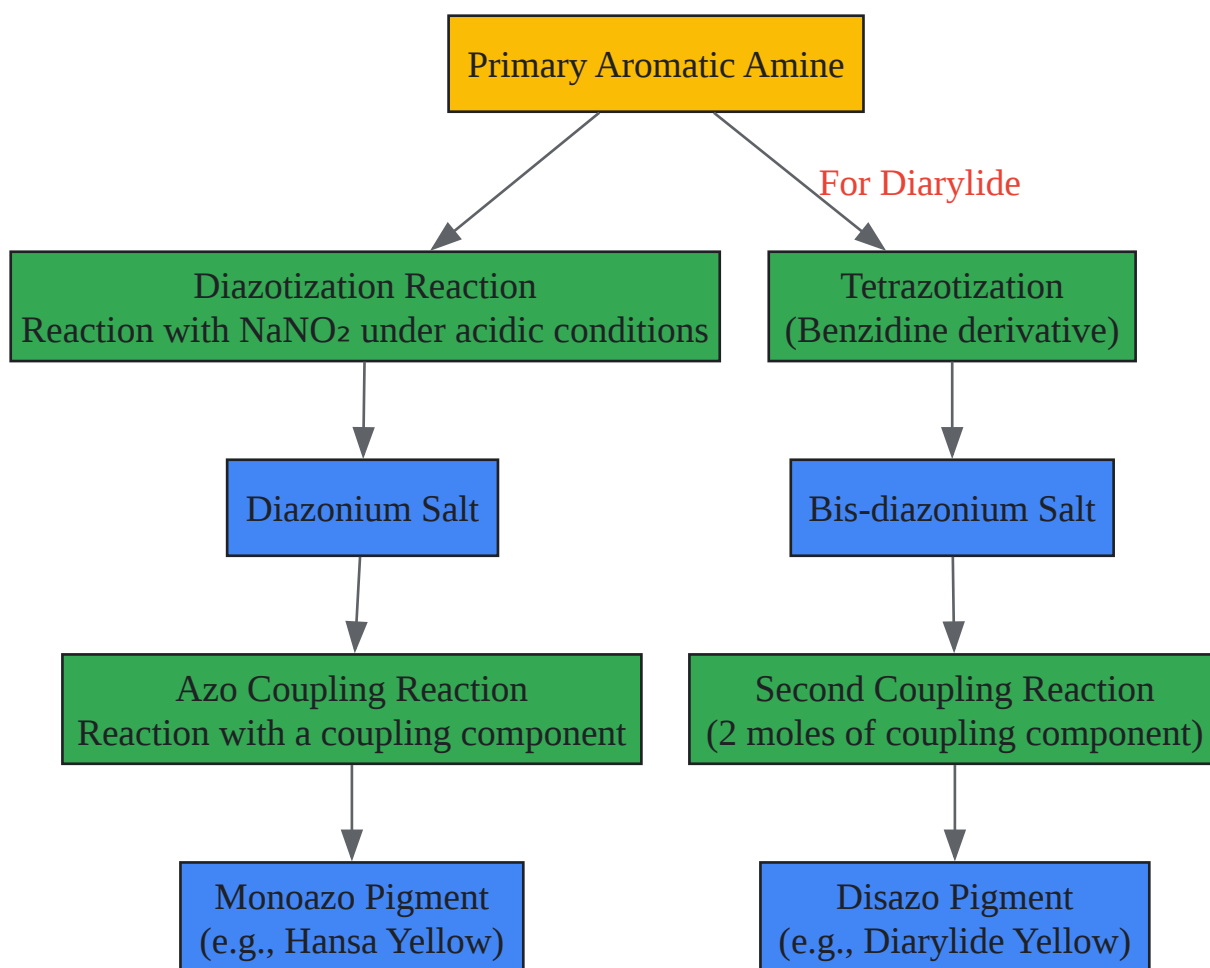 Primary Aromatic Amine
For Diarylide
Diazotization Reaction
Reaction with NaNO₂ under acidic conditions
Tetrazotization
(Benzidine derivative)
Diazonium Salt
Bis-diazonium Salt
Azo Coupling Reaction
Reaction with a coupling component
Second Coupling Reaction
(2 moles of coupling component)
Monoazo Pigment
(e.g., Hansa Yellow)
Disazo Pigment
(e.g., Diarylide Yellow)